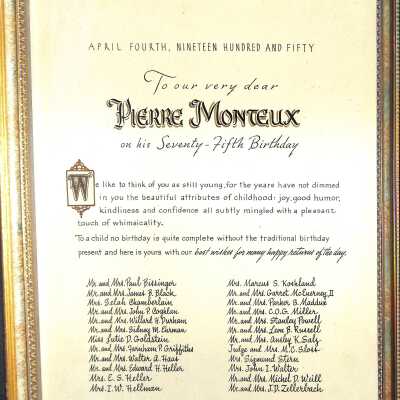 APRIL FOURTH, NINETEEN HUNDRED AND FIFTY
To our very dear
PIERRE MONTEUX
on his Seventy-Fifth Birthday
We like to think of you as still young, for the years have not dimmed
in you the beautiful attributes of childhood: joy, good humor,
kindliness and confidence all subtly mingled with a pleasant
touch of whimsicality.
To a child no birthday is quite complete without the traditional birthday
present and here is yours with our best wishes for many happy returns of the day.
Mr. and Mrs. Paul Bissinger
Mr. and Mrs. James B. Black
Mrs. Selah Chamberlain
Mr. and Mrs. John P. Coghlan
Mr. and Mrs. Willard G. Durham
Mr. and Mrs. Sidney M. Ehrman
Miss Lutie D. Goldstein
Mr. and Mrs. Farnham P. Griffiths
Mr. and Mrs. Walter A. Haas
Mr. and Mrs. Edward H. Heller
Mrs. E. S. Heller
Mrs. I. W. Hellman
Mrs. Marcus S. Koshland
Mr. and Mrs. Garret McEnerney II
Mr. and Mrs. Parker B. Maddux
Mr. and Mrs. C.O.G. Miller
Mr. and Mrs. Stanley Powell
Mr. and Mrs. Leon B. Russell
Mr. and Mrs. Ansley K. Salz
Judge and Mrs. M.C. Sloss
Mrs. Sigmund Stern
Mrs. John I. Walter
Mr. and Mrs. Michel D. Weill
Mr. and Mrs. J.D. Zellerbach